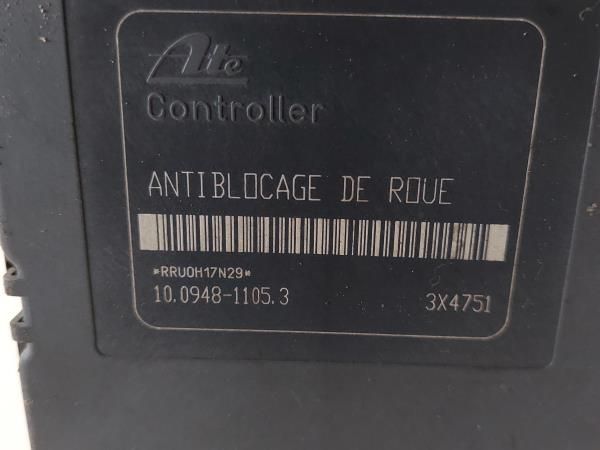 Ate
Controller
ANTIBLOCAGE DE ROUE
*RRU0H17N29*
10.0948-1105.3 3X4751